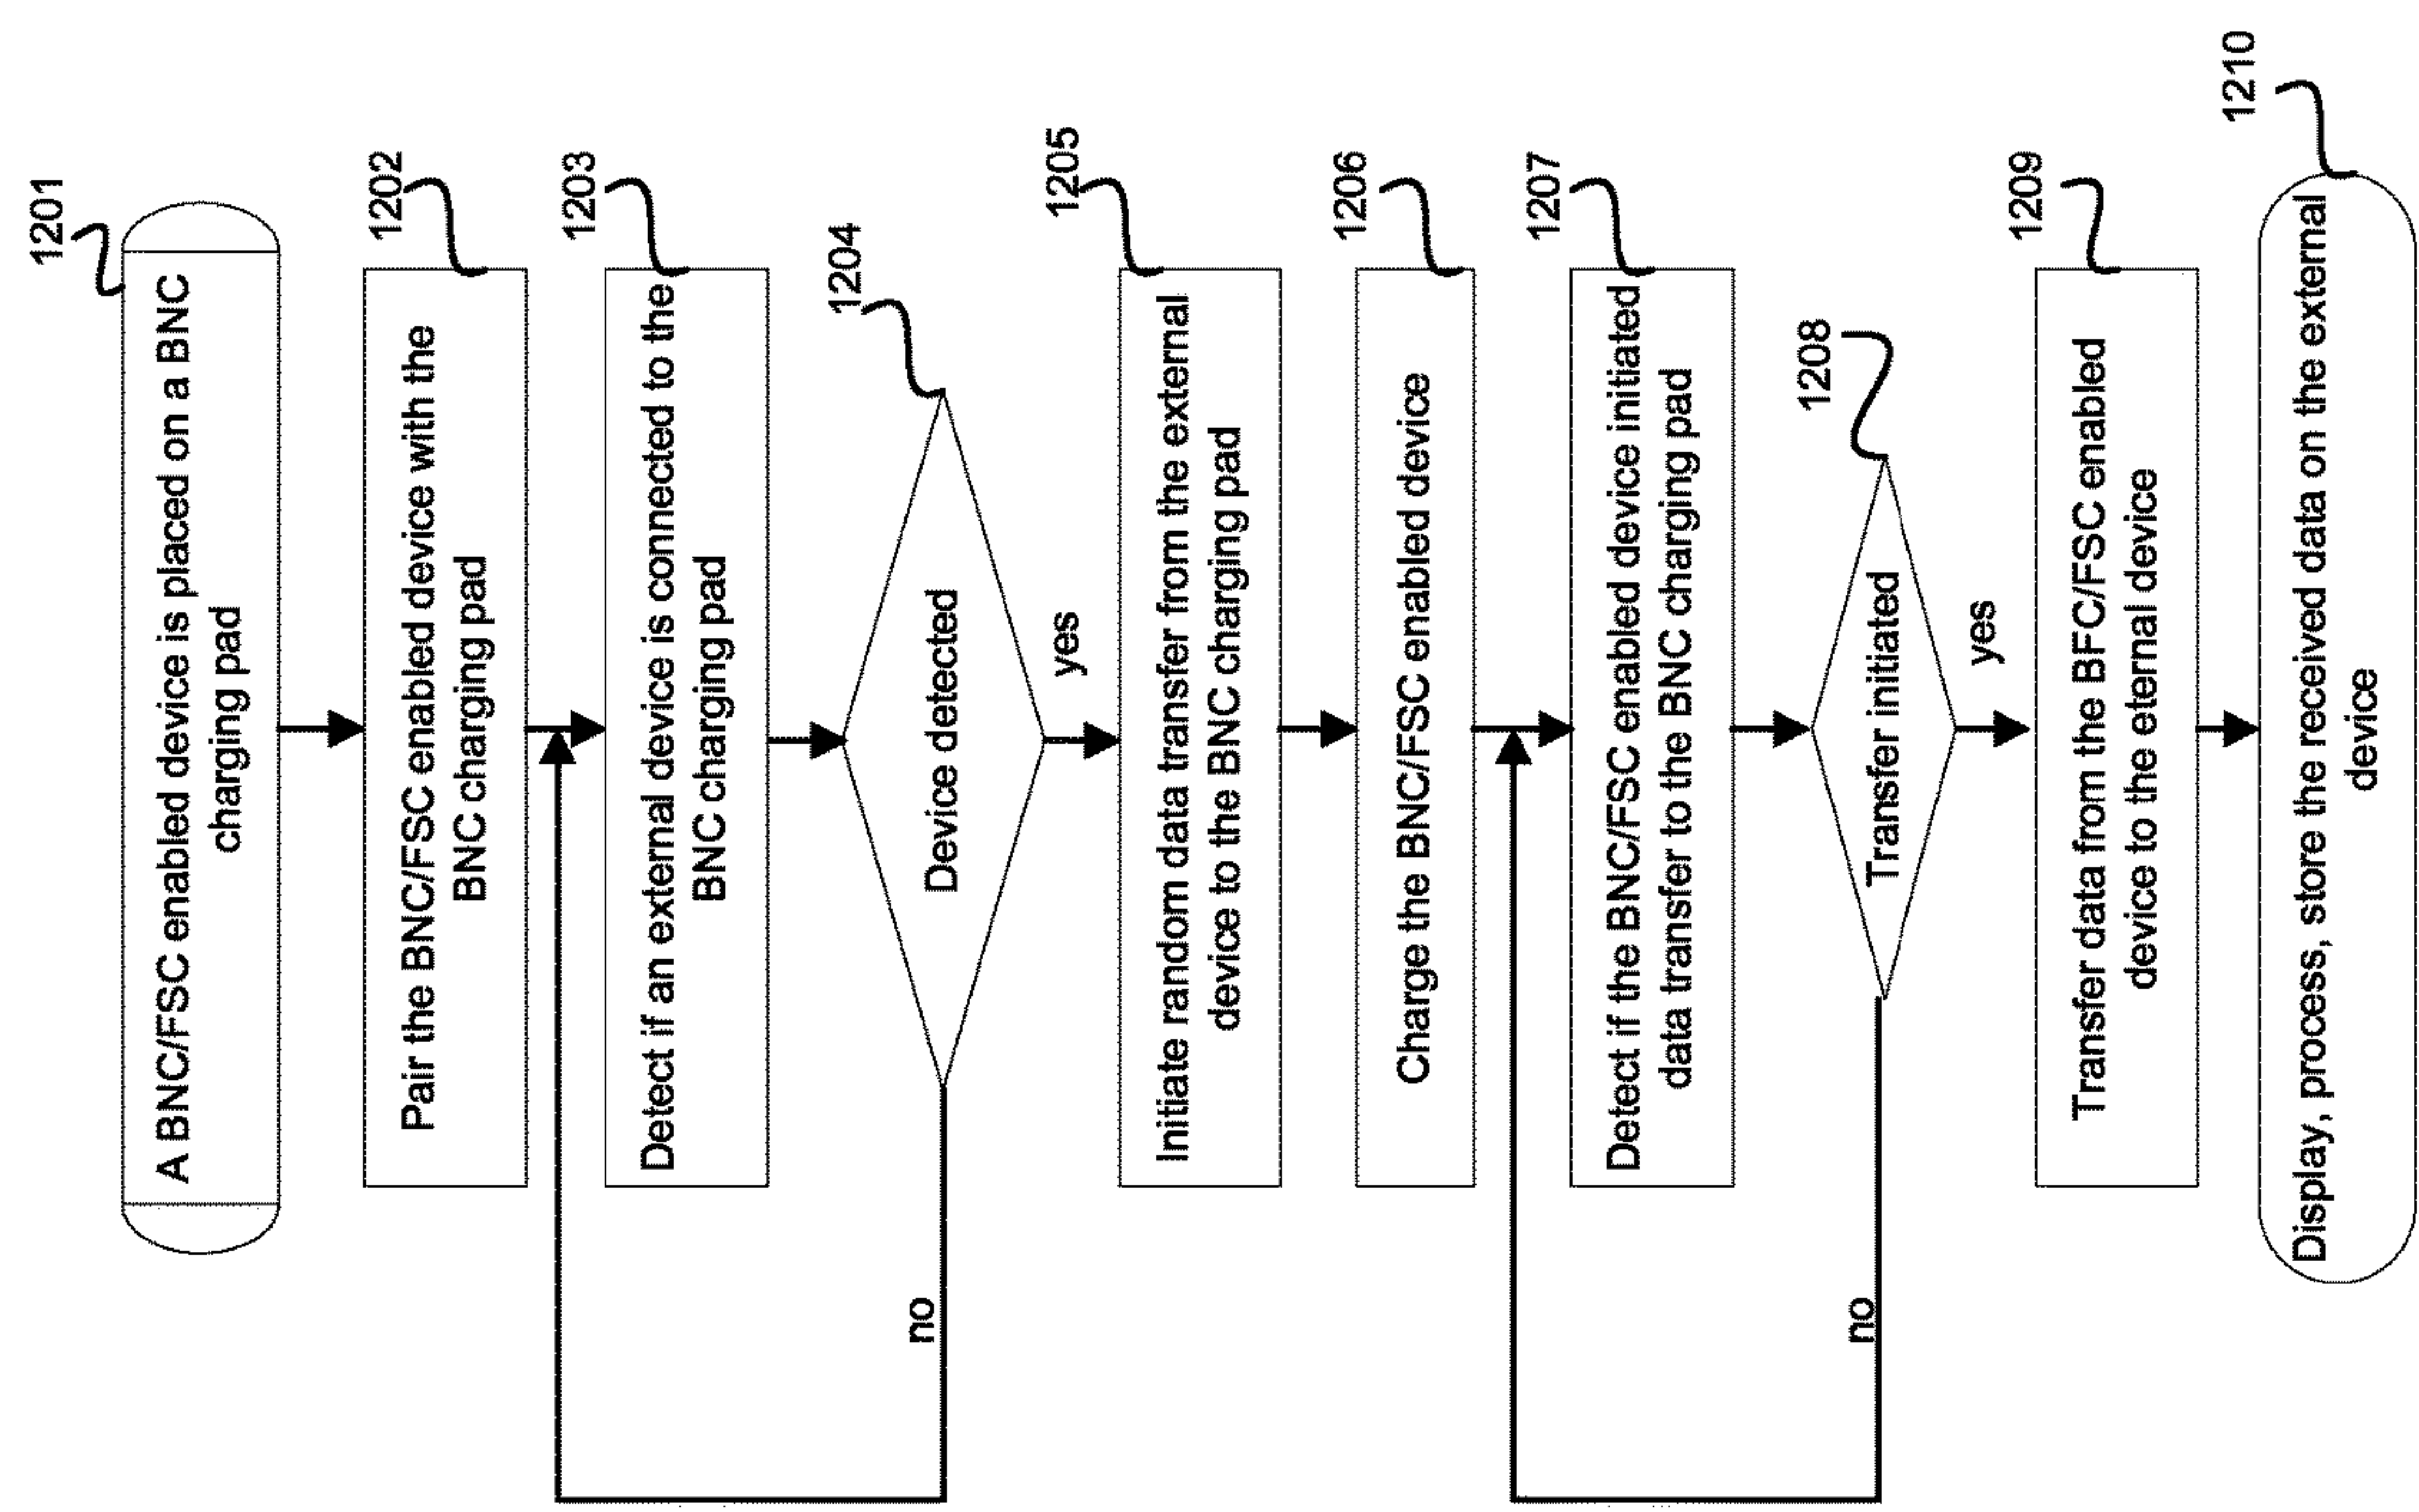 1201
A BNC/FSC enabled device is placed on a BNC
charging pad
1202
Pair the BNC/FSC enabled device with the
BNC charging pad
1203
Detect if an external device is connected to the
BNC charging pad
1204
Device detected
no
yes
1205
Initiate random data transfer from the external
device to the BNC charging pad
1206
Charge the BNC/FSC enabled device
1207
Detect if the BNC/FSC enabled device initiated
data transfer to the BNC charging pad
1208
Transfer initiated
no
yes
1209
Transfer data from the BFC/FSC enabled
device to the eternal device
1210
Display, process, store the received data on the external
device